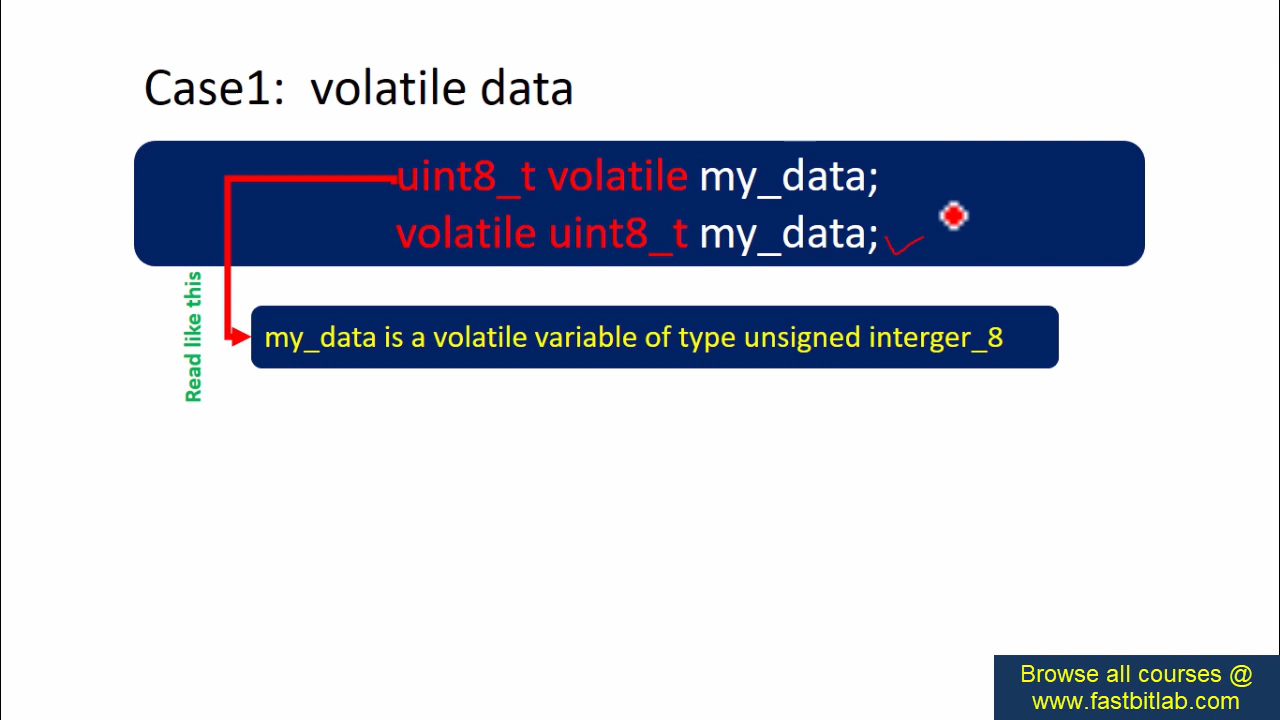 Case1: volatile data
uint8_t volatile my_data;
volatile uint8_t my_data;
Read like this
my_data is a volatile variable of type unsigned interger_8
Browse all courses @
www.fastbitlab.com